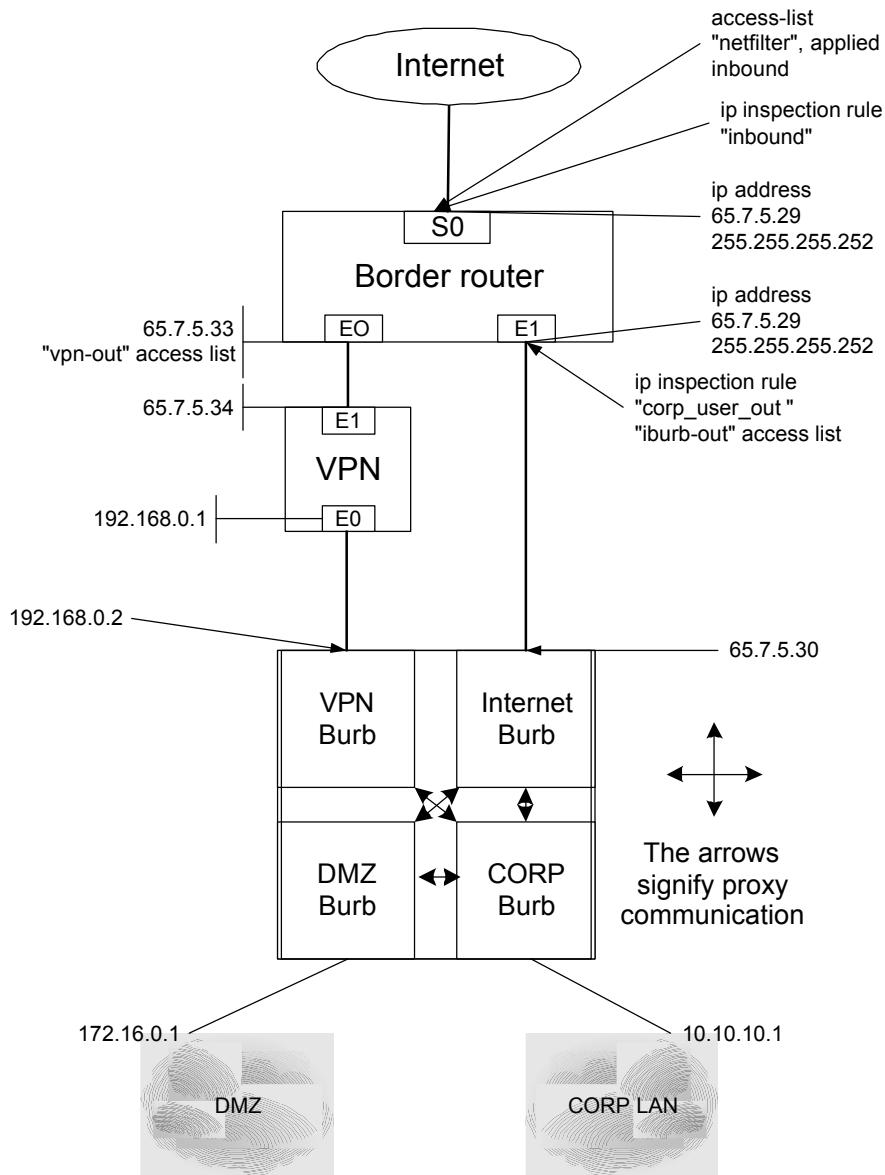 access-list
"netfilter", applied
inbound
Internet
ip inspection rule
"inbound"
ip address
65.7.5.29
255.255.255.252
S0
Border router
ip address
65.7.5.29
255.255.255.252
65.7.5.33
"vpn-out" access list
EO
E1
ip inspection rule
"corp_user_out "
"iburb-out" access list
65.7.5.34
E1
VPN
192.168.0.1
E0
192.168.0.2
65.7.5.30
VPN
Burb
Internet
Burb
DMZ
Burb
CORP
Burb
The arrows
signify proxy
communication
172.16.0.1
10.10.10.1
DMZ
CORP LAN